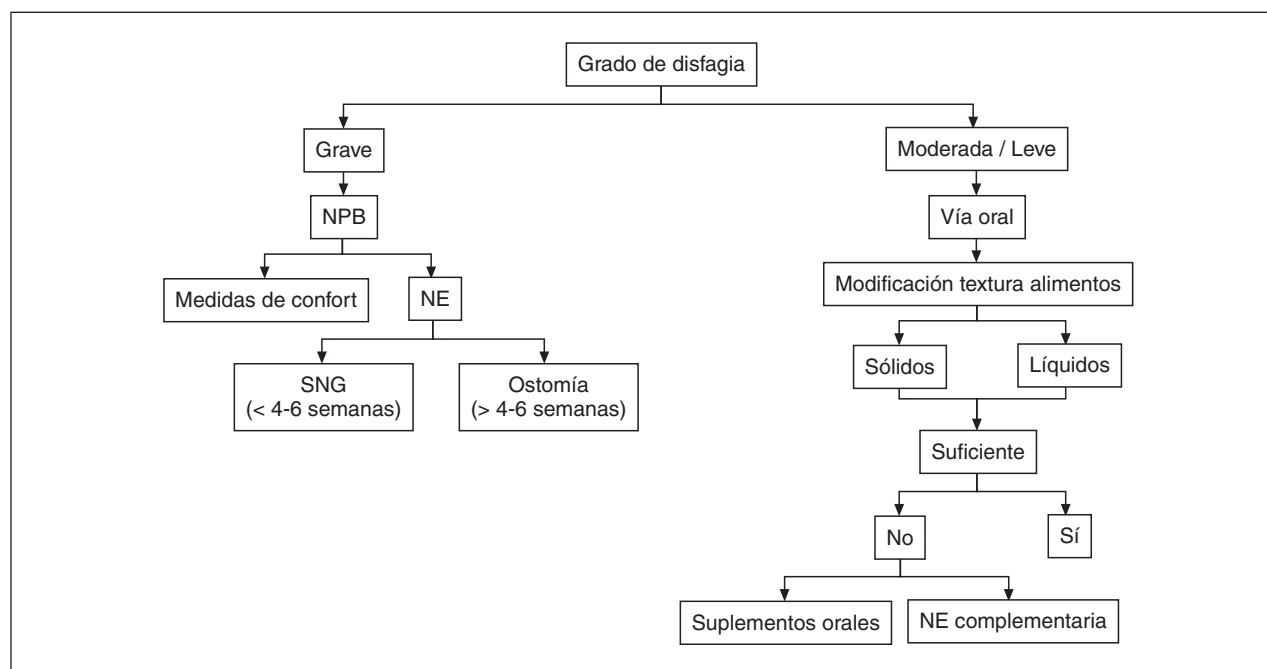 Grado de disfagia
Grave
Moderada / Leve
NPB
Vía oral
Medidas de confort
NE
Modificación textura alimentos
SNG
(< 4-6 semanas)
Ostomía
(> 4-6 semanas)
Sólidos
Líquidos
Suficiente
No
Sí
Suplementos orales
NE complementaria